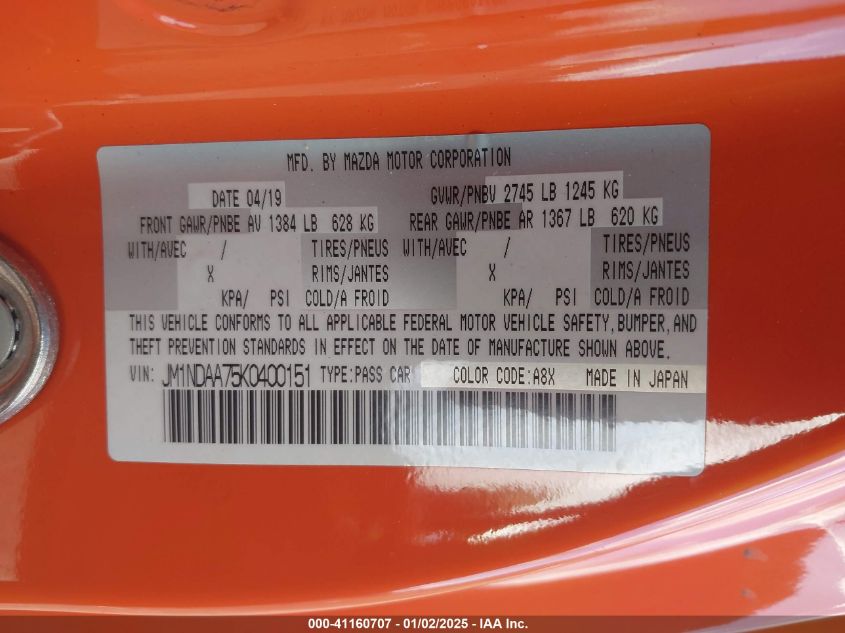 MFD. BY MAZDA MOTOR CORPORATION
DATE 04/19 GVWR/PNBV 2745 LB 1245 KG
FRONT GAWR/PNBE AV 1384 LB 628 KG REAR GAWR/PNBE AR 1367 LB 620 KG
WITH/AVEC / TIRES/PNEUS WITH/AVEC / TIRES/PNEUS
X RIMS/JANTES X RIMS/JANTES
KPA/ PSI COLD/A FROID KPA/ PSI COLD/A FROID
THIS VEHICLE CONFORMS TO ALL APPLICABLE FEDERAL MOTOR VEHICLE SAFETY, BUMPER, AND
THEFT PREVENTION STANDARDS IN EFFECT ON THE DATE OF MANUFACTURE SHOWN ABOVE.
VIN: JM1NDAA75K0400151 TYPE:PASS CAR COLOR CODE:A8X MADE IN JAPAN
000-41160707 - 01/02/2025 - IAA Inc.